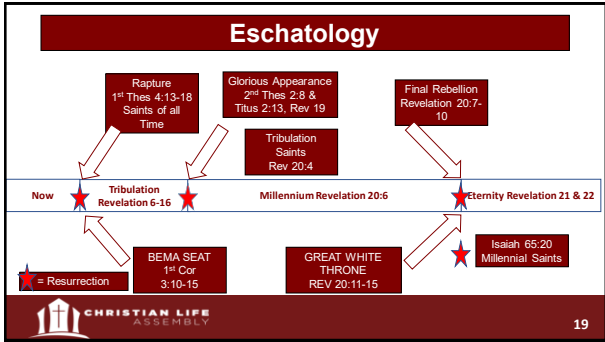 Eschatology
Rapture
1st Thes 4:13-18
Saints of all
Time
Glorious Appearance
2nd Thes 2:8 &
Titus 2:13, Rev 19
Final Rebellion
Revelation 20:7-
10
Tribulation
Saints
Rev 20:4
Now
Tribulation
Revelation 6-16
Millennium Revelation 20:6
Eternity Revelation 21 & 22
BEMA SEAT
1st Cor
3:10-15
GREAT WHITE
THRONE
REV 20:11-15
Isaiah 65:20
Millennial Saints
= Resurrection
CHRISTIAN LIFE
ASSEMBLY
19